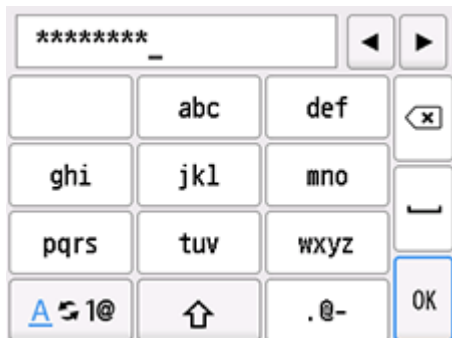 ********_
abc def
ghi jkl mno
pqrs tuv wxyz
A 1@ .@- OK